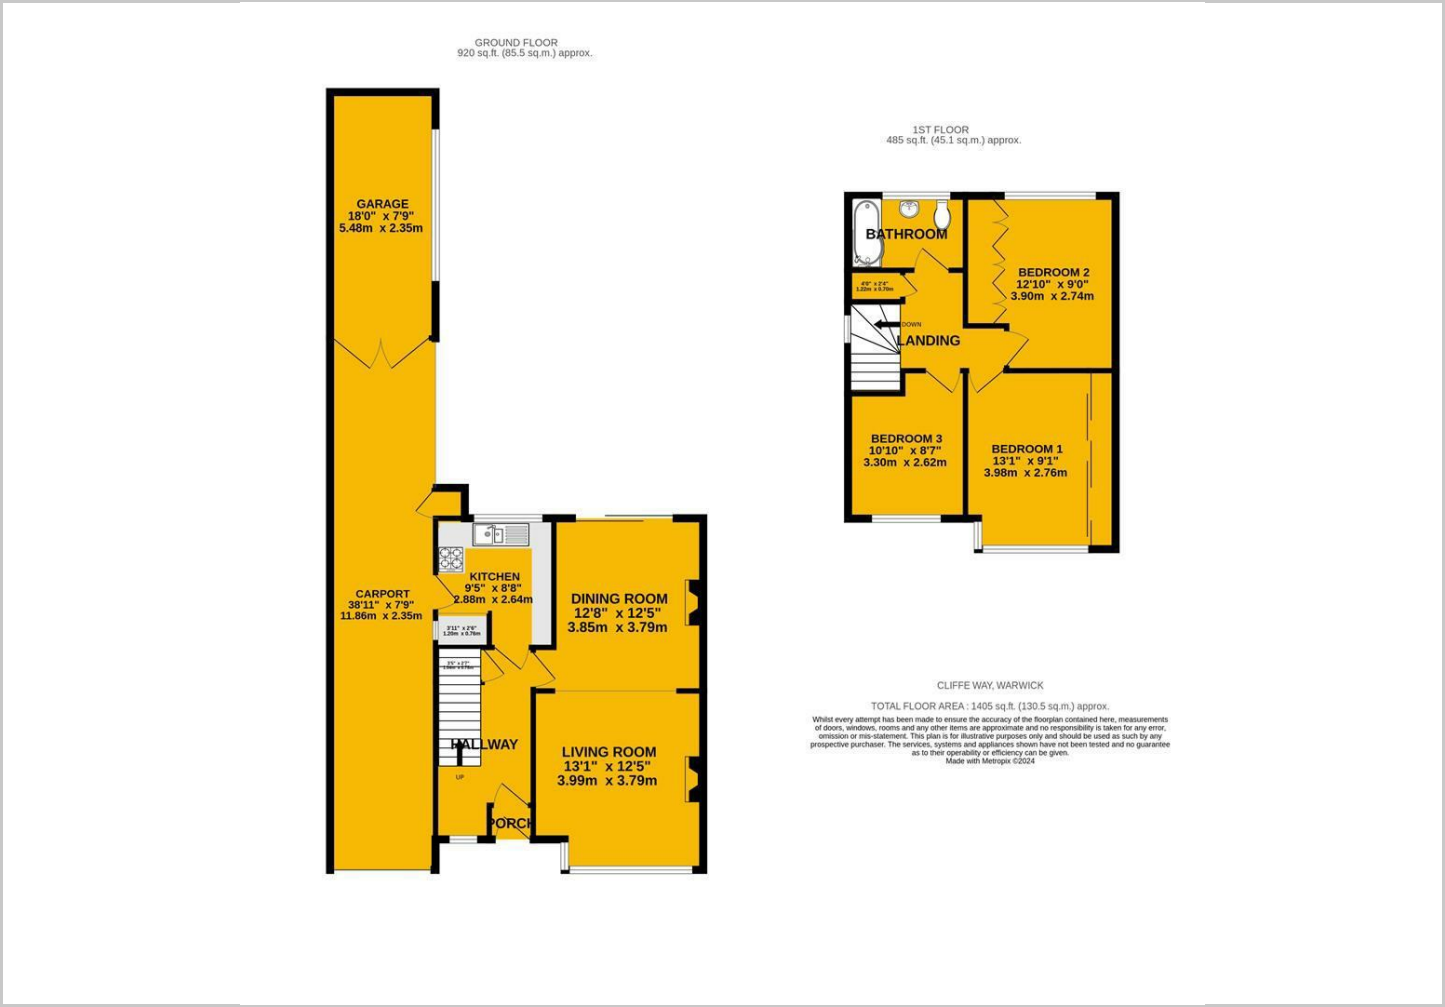 GROUND FLOOR
920 sq.ft. (85.5 sq.m.) approx.
GARAGE
18'0" x 7'9"
5.48m x 2.35m
CARPORT
38'11" x 7'9"
11.86m x 2.35m
KITCHEN
9'5" x 8'8"
2.88m x 2.64m
3'11" x 2'6"
1.20m x 0.76m
DINING ROOM
12'8" x 12'5"
3.85m x 3.79m
HALLWAY
UP
PORCH
LIVING ROOM
13'1" x 12'5"
3.99m x 3.79m
1ST FLOOR
485 sq.ft. (45.1 sq.m.) approx.
BATHROOM
4'0" x 2'4"
1.22m x 0.70m
DOWN
LANDING
BEDROOM 2
12'10" x 9'0"
3.90m x 2.74m
BEDROOM 3
10'10" x 8'7"
3.30m x 2.62m
BEDROOM 1
13'1" x 9'1"
3.98m x 2.76m
CLIFFE WAY, WARWICK
TOTAL FLOOR AREA : 1405 sq.ft. (130.5 sq.m.) approx.
Whilst every attempt has been made to ensure the accuracy of the floorplan contained here, measurements
of doors, windows, rooms and any other items are approximate and no responsibility is taken for any error,
omission or mis-statement. This plan is for illustrative purposes only and should be used as such by any
prospective purchaser. The services, systems and appliances shown have not been tested and no guarantee
as to their operability or efficiency can be given.
Made with Metropix ©2024